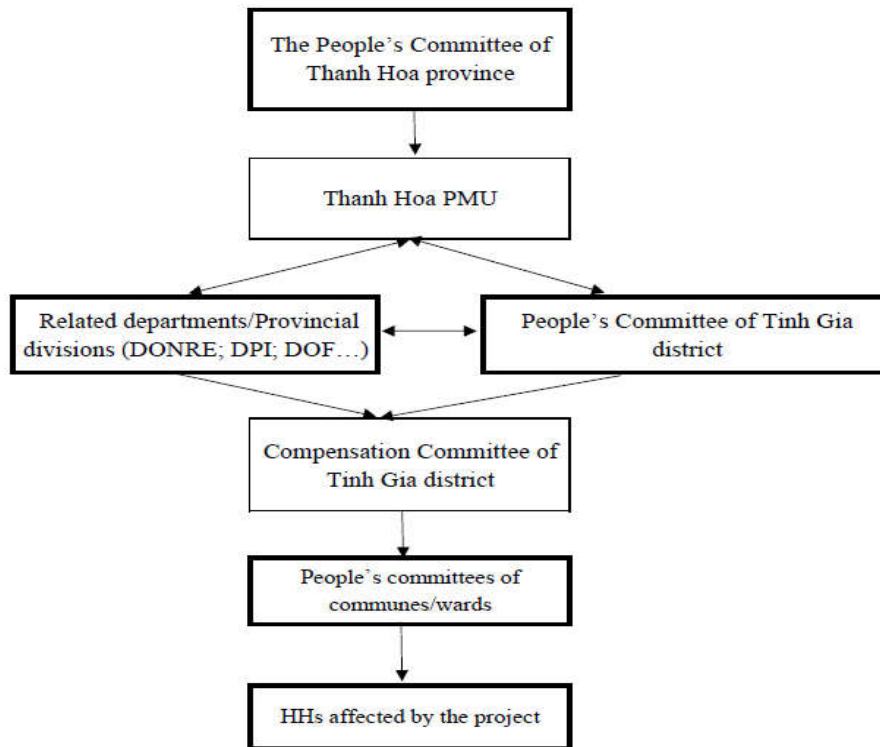 The People's Committee of
Thanh Hoa province
Thanh Hoa PMU
Related departments/Provincial
divisions (DONRE; DPI; DOF…)
People's Committee of Tinh Gia
district
Compensation Committee of
Tinh Gia district
People's committees of
communes/wards
HHs affected by the project